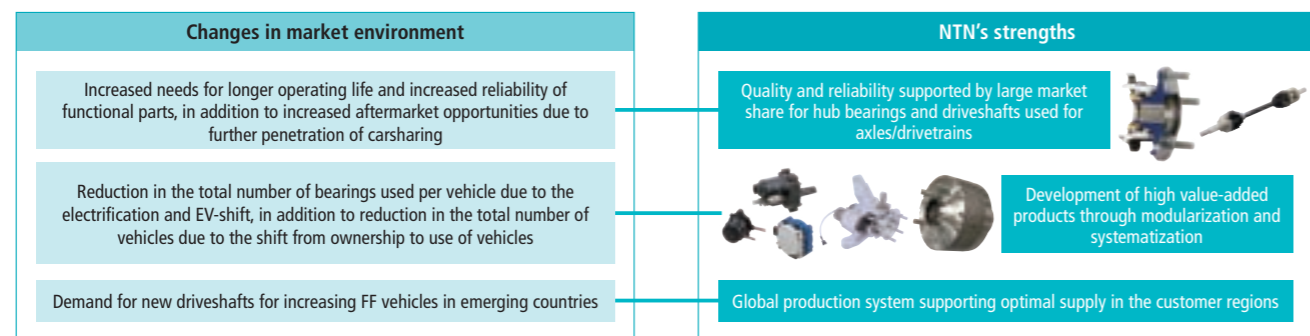 Changes in market environment
Increased needs for longer operating life and increased reliability of
functional parts, in addition to increased aftermarket opportunities due to
further penetration of carsharing
Reduction in the total number of bearings used per vehicle due to the
electrification and EV-shift, in addition to reduction in the total number of
vehicles due to the shift from ownership to use of vehicles
Demand for new driveshafts for increasing FF vehicles in emerging countries
NTN's strengths
Quality and reliability supported by large market
share for hub bearings and driveshafts used for
axles/drivetrains
Development of high value-added
products through modularization and
systematization
Global production system supporting optimal supply in the customer regions